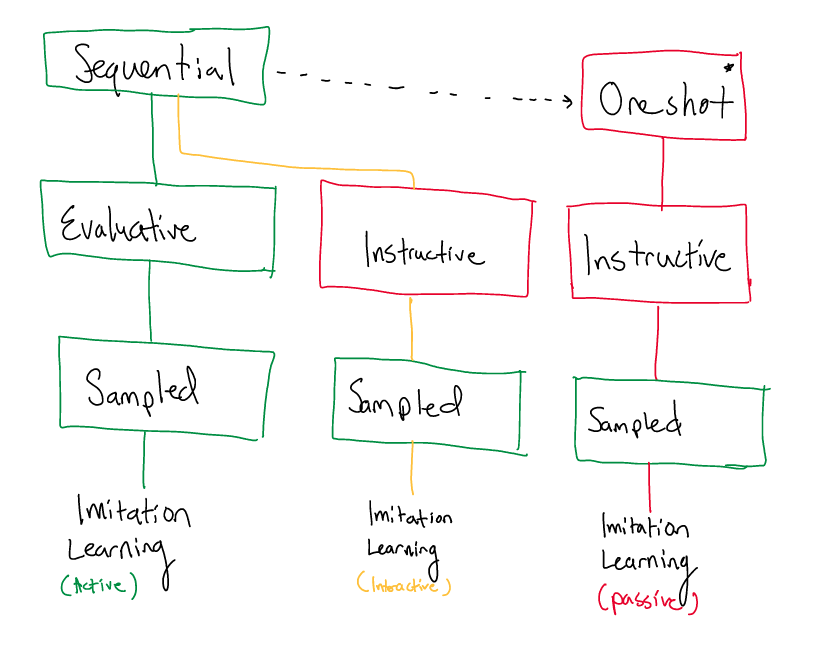 Sequential
Oneshot*
Evaluative
Instructive
Instructive
Sampled
Sampled
Sampled
Imitation
Learning
(Active)
Imitation
Learning
(Interactive)
Imitation
Learning
(passive)